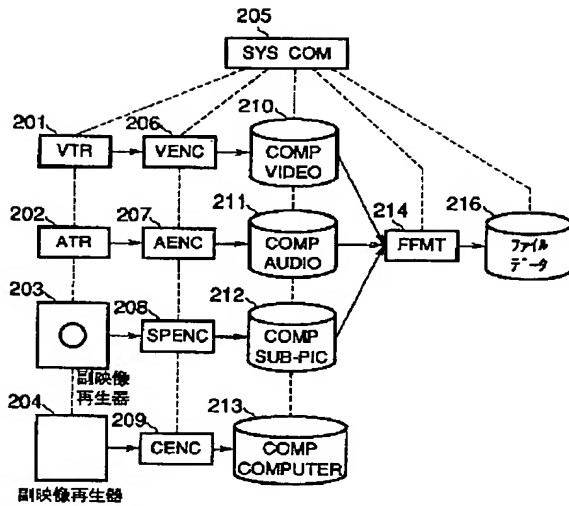 205
SYS COM
201
VTR
206
VENC
210
COMP
VIDEO
202
ATR
207
AENC
211
COMP
AUDIO
214
FFMT
216
ファイル
データ
203
副映像
再生器
208
SPENC
212
COMP
SUB-PIC
204
副映像再生器
209
CENC
213
COMP
COMPUTER